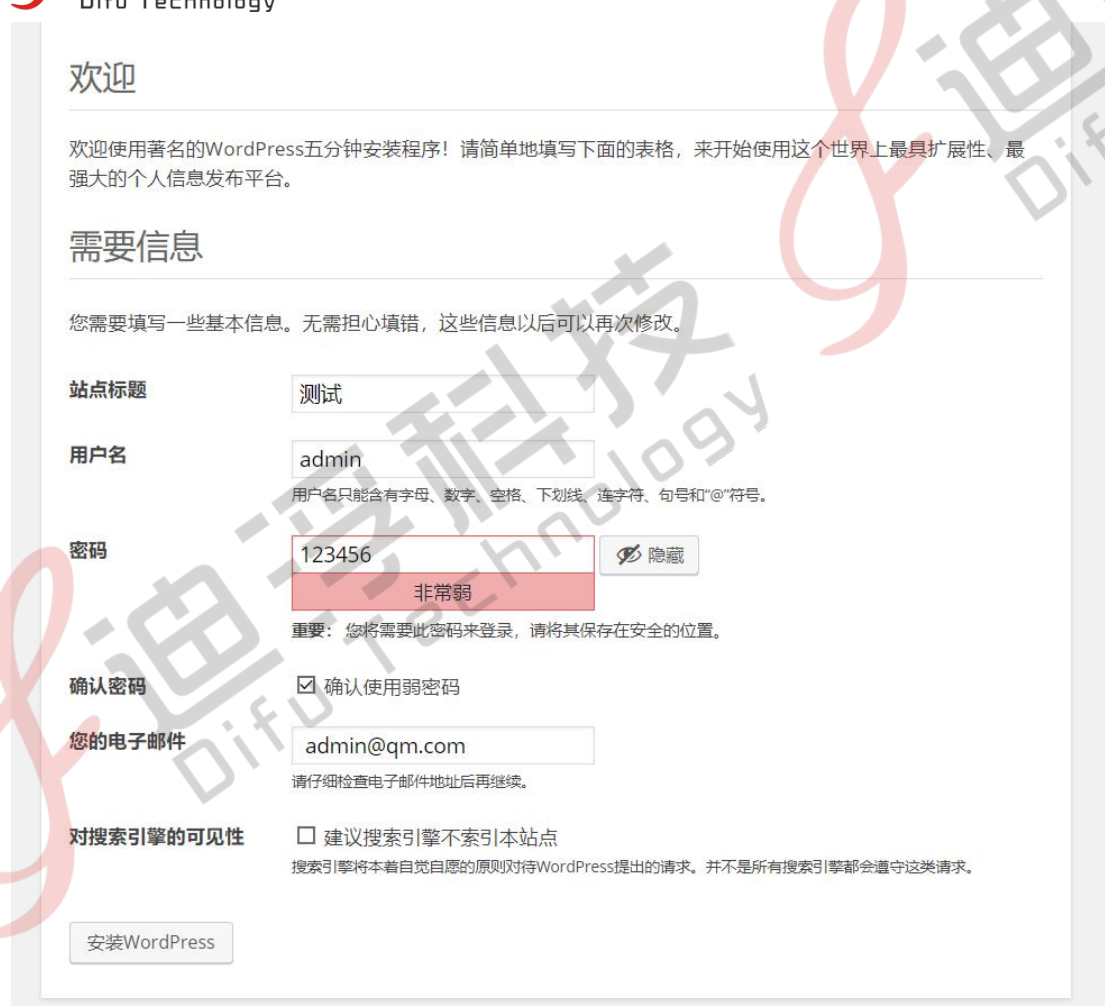 Difu Technology
欢迎
欢迎使用著名的WordPress五分钟安装程序！请简单地填写下面的表格，来开始使用这个世界上最具扩展性、最
强大的个人信息发布平台。
需要信息
您需要填写一些基本信息。无需担心填错，这些信息以后可以再次修改。
站点标题 测试
用户名 admin
用户名只能含有字母、数字、空格、下划线、连字符、句号和“@”符号。
密码 123456 隐藏
非常弱
重要： 您将需要此密码来登录，请将其保存在安全的位置。
确认密码 确认使用弱密码
您的电子邮件 admin@qm.com
请仔细检查电子邮件地址后再继续。
对搜索引擎的可见性 建议搜索引擎不索引本站点
搜索引擎将本着自觉自愿的原则对待WordPress提出的请求。并不是所有搜索引擎都会遵守这类请求。
安装WordPress
迪浮科技
Difu Technology
迪
Dif